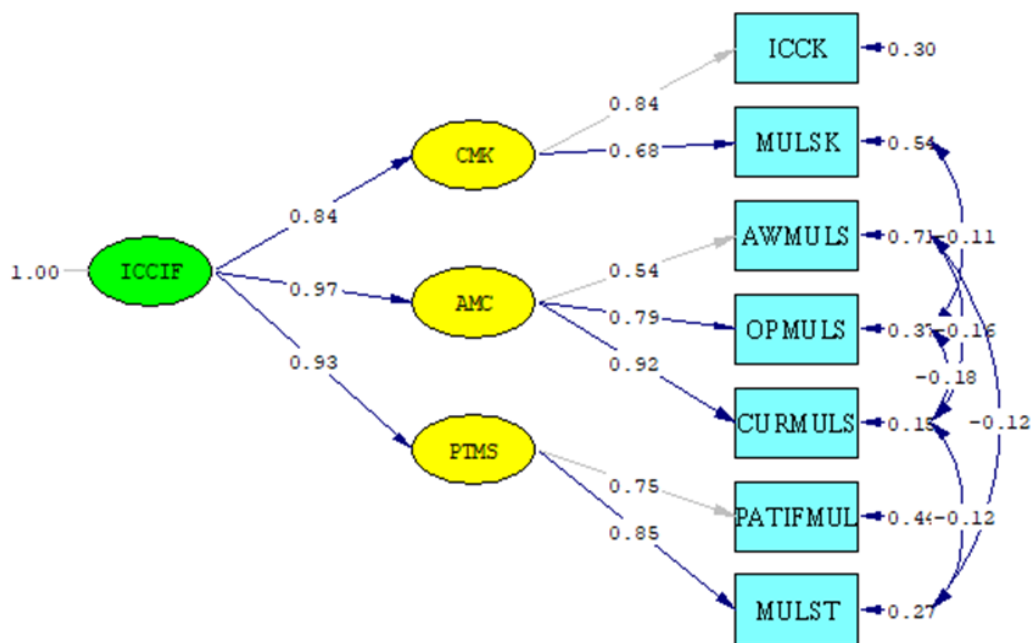 ICCK
0.30
0.84
CMK
0.68
MULSK
0.54
0.84
AWMULS
0.71
-0.11
1.00
ICCIF
0.54
0.97
AMC
0.79
OPMULS
0.37
-0.16
0.93
0.92
-0.18
CURMULS
-0.12
PTMS
0.75
PATIFMUL
0.44
-0.12
0.85
MULST
0.27